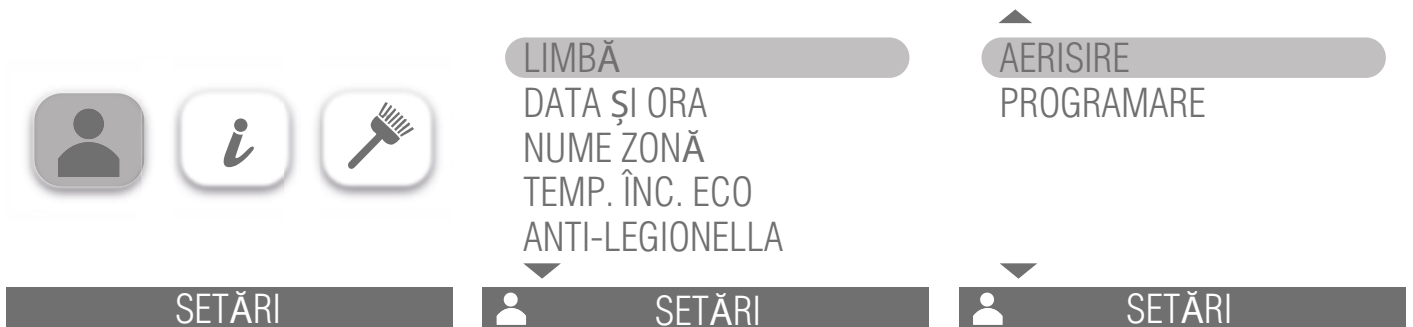 SETĂRI
LIMBĂ
DATA ȘI ORA
NUME ZONĂ
TEMP. ÎNC. ECO
ANTI-LEGIONELLA
SETĂRI
AERISIRE
PROGRAMARE
SETĂRI